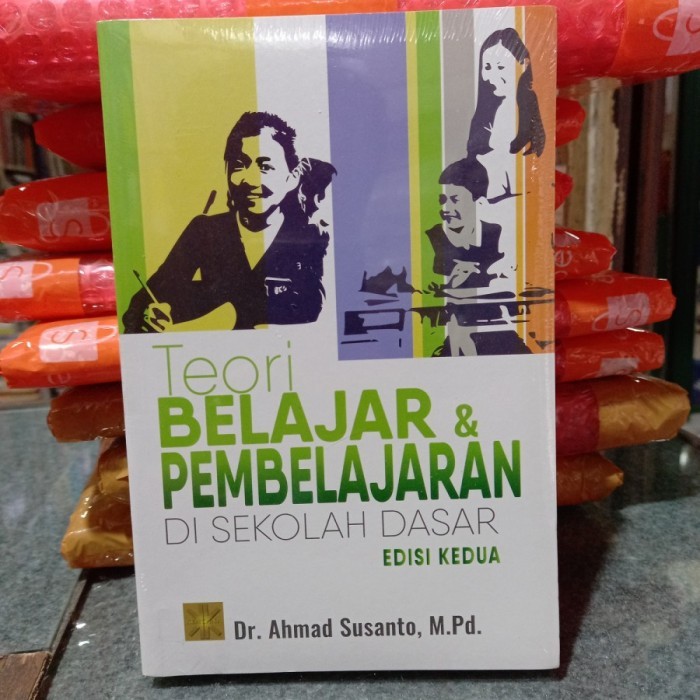 Teori
BELAJAR &
PEMBELAJARAN
DI SEKOLAH DASAR
EDISI KEDUA
Dr. Ahmad Susanto, M.Pd.